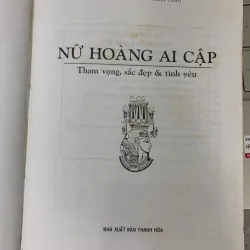 NỮ HOÀNG AI CẬP
Tham vọng, sắc đẹp & tình yêu
NHÀ XUẤT BẢN THANH HÓA